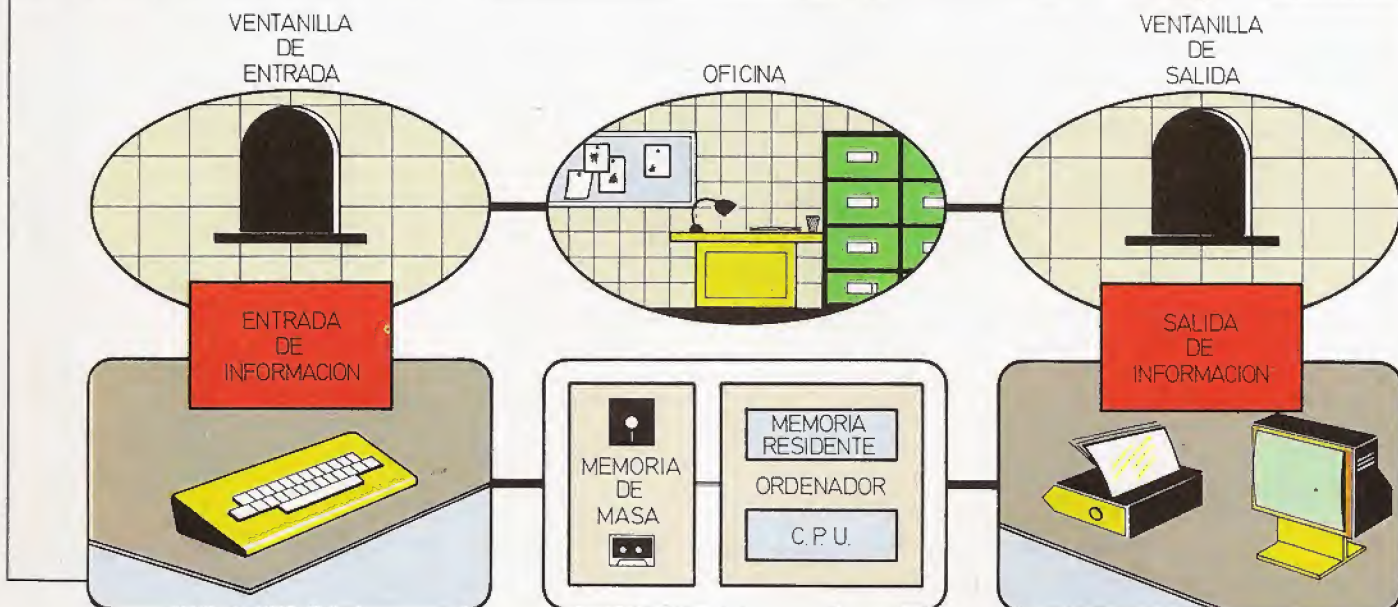 VENTANILLA
DE
ENTRADA
OFICINA
VENTANILLA
DE
SALIDA
ENTRADA
DE
INFORMACION
MEMORIA
DE
MASA
MEMORIA
RESIDENTE
ORDENADOR
C.P.U.
SALIDA
DE
INFORMACION